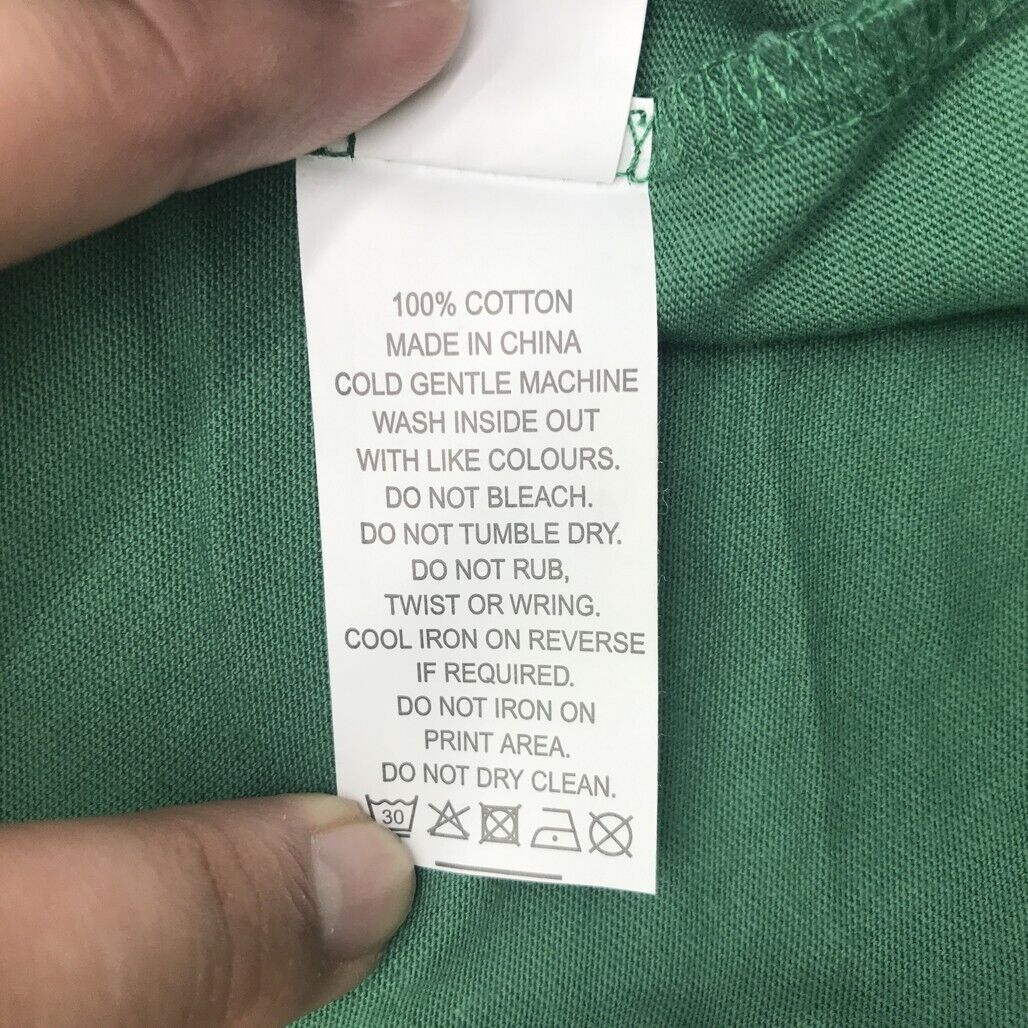 100% COTTON
MADE IN CHINA
COLD GENTLE MACHINE
WASH INSIDE OUT
WITH LIKE COLOURS.
DO NOT BLEACH.
DO NOT TUMBLE DRY.
DO NOT RUB,
TWIST OR WRING.
COOL IRON ON REVERSE
IF REQUIRED.
DO NOT IRON ON
PRINT AREA.
DO NOT DRY CLEAN.
30